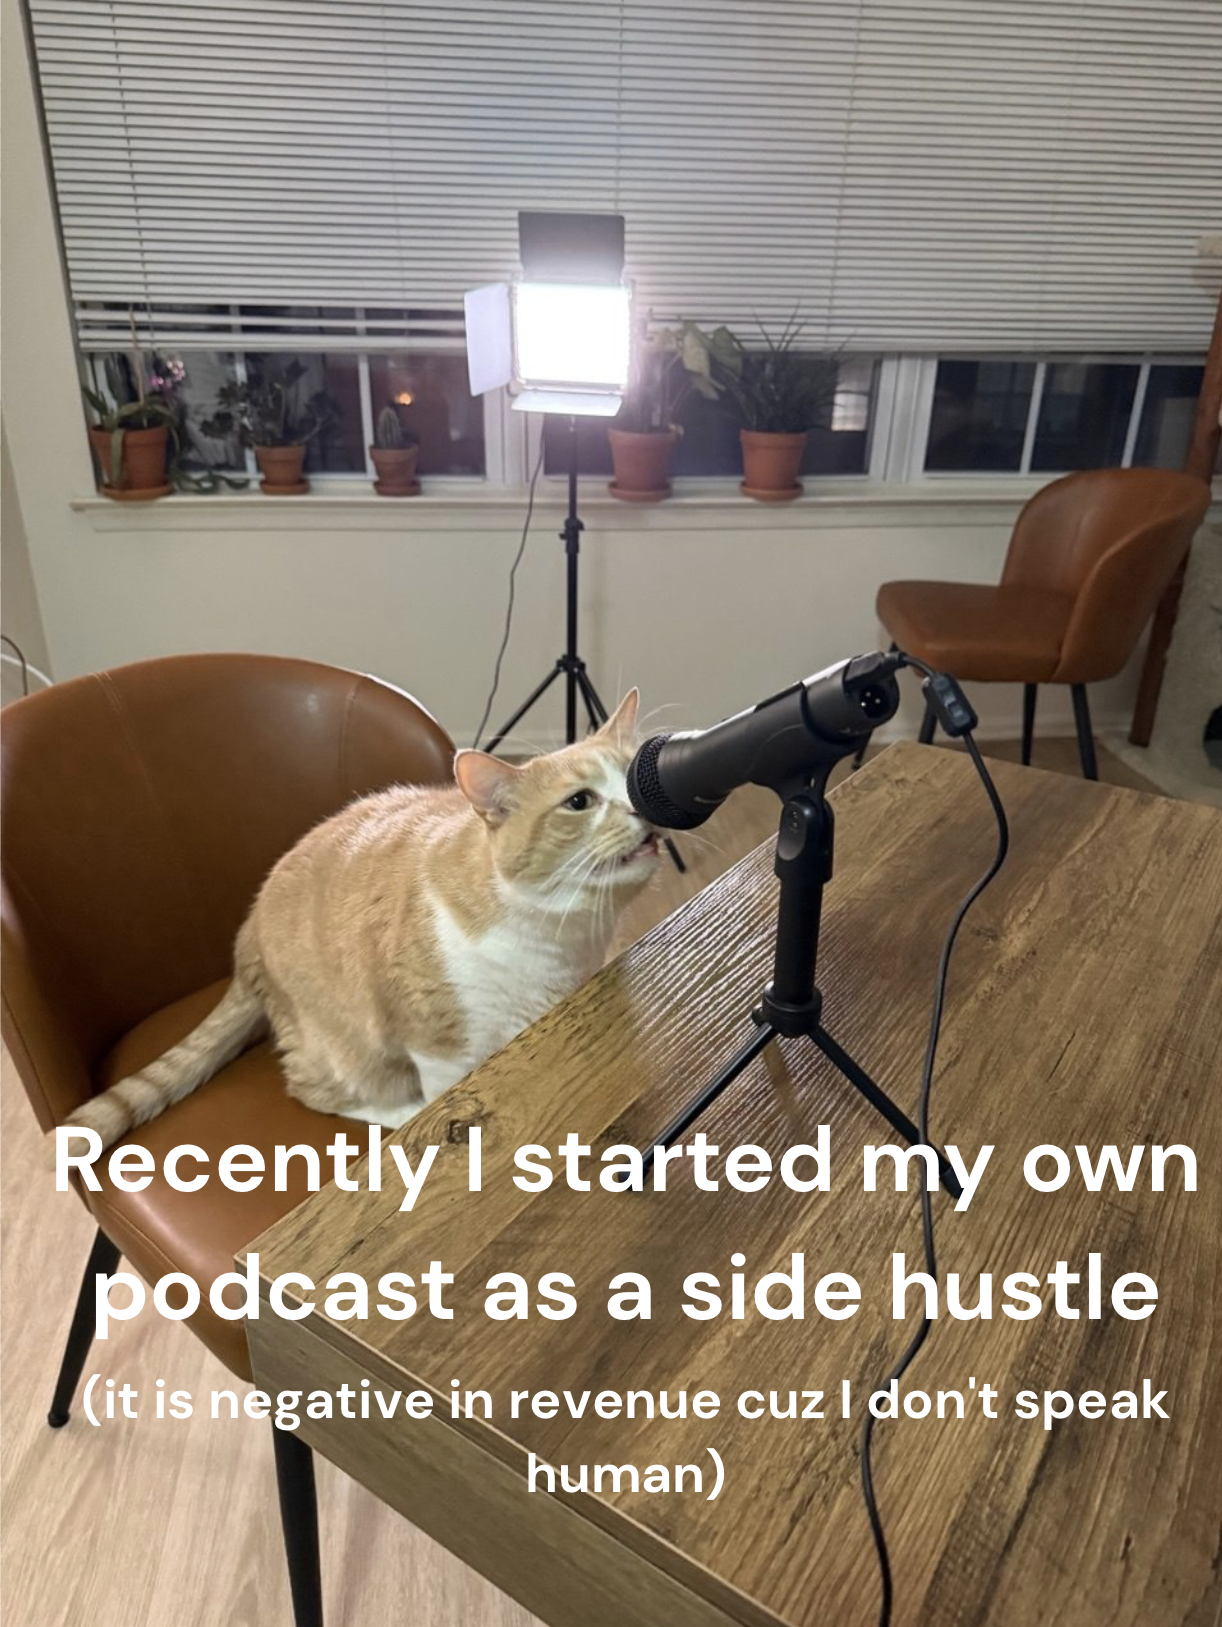 Recently I started my own
podcast as a side hustle
(it is negative in revenue cuz I don't speak
human)